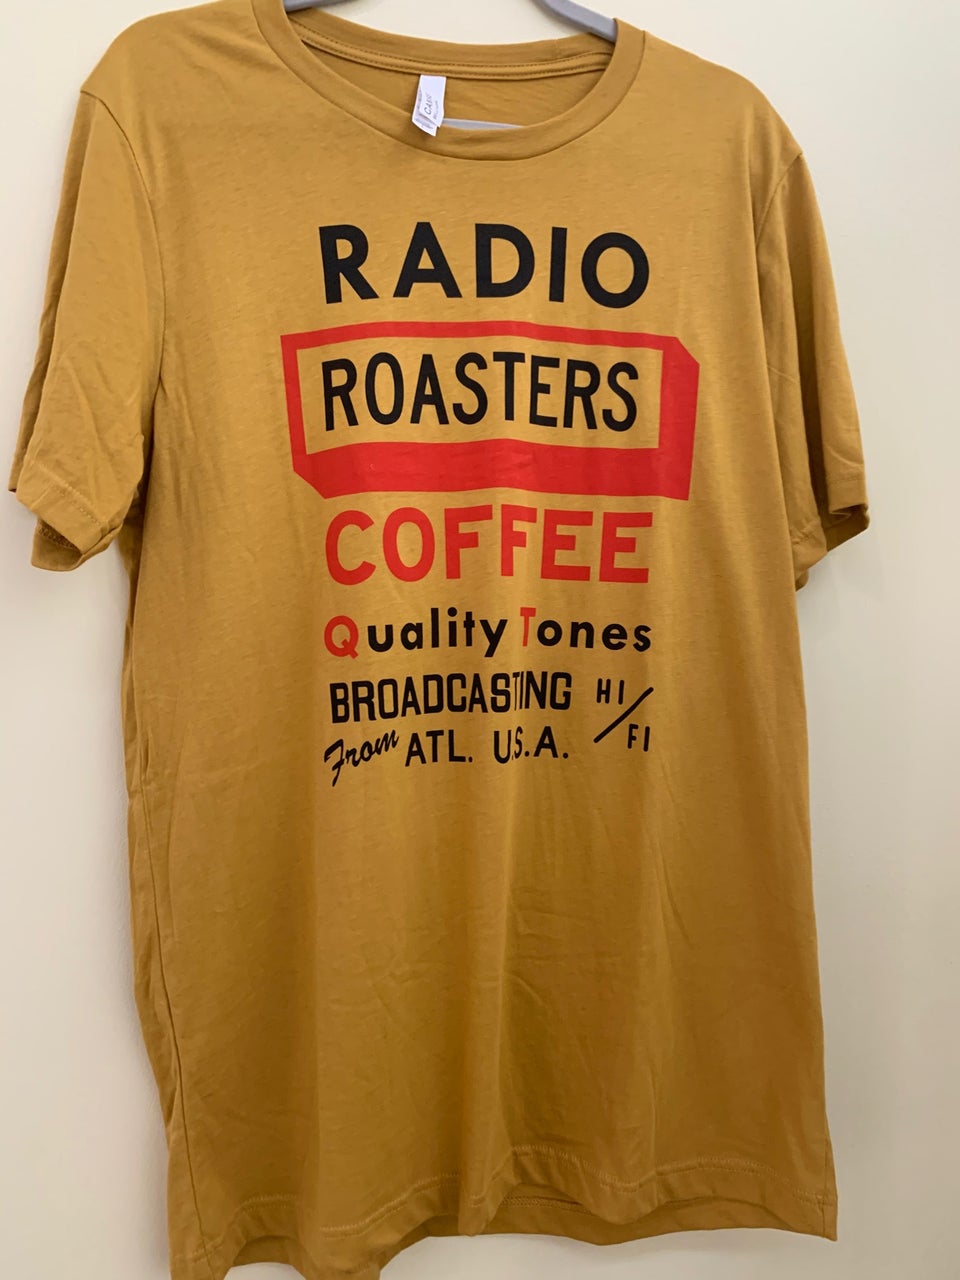 RADIO
ROASTERS
COFFEE
Quality Tones
BROADCASTING HI/FI
From ATL. U.S.A.